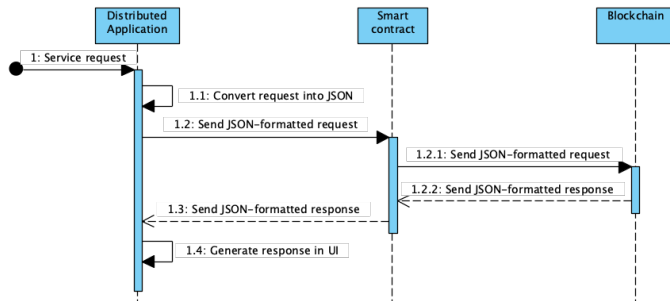 Distributed
Application
Smart
contract
Blockchain
1: Service request
1.1: Convert request into JSON
1.2: Send JSON-formatted request
1.2.1: Send JSON-formatted request
1.2.2: Send JSON-formatted response
1.3: Send JSON-formatted response
1.4: Generate response in UI